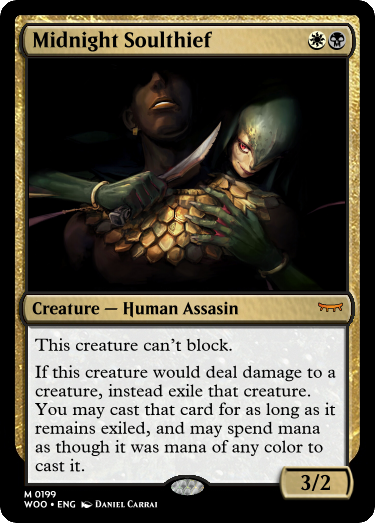 Midnight Soulthief
Creature — Human Assasin
This creature can't block.
If this creature would deal damage to a
creature, instead exile that creature.
You may cast that card for as long as it
remains exiled, and may spend mana
as though it was mana of any color to
cast it.
3/2
M 0199
WOO • ENG Daniel Carrai